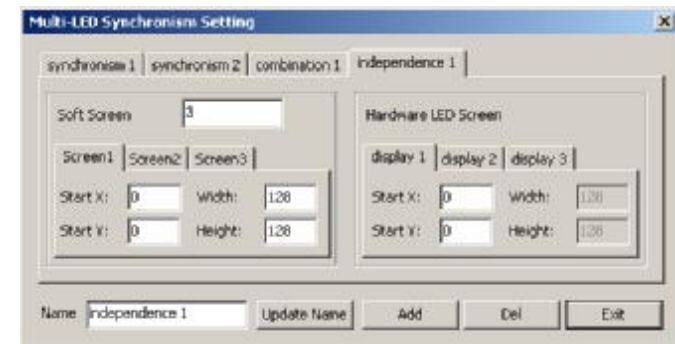 Multi-LED Synchronism Setting
synchronism 1 synchronism 2 combination 1 independence 1
Soft Screen 3
Screen1 Screen2 Screen3
Start X: 0 Width: 128
Start Y: 0 Height: 128
Hardware LED Screen
display 1 display 2 display 3
Start X: 0 Width: 128
Start Y: 0 Height: 128
Name independence 1 Update Name Add Del Exit